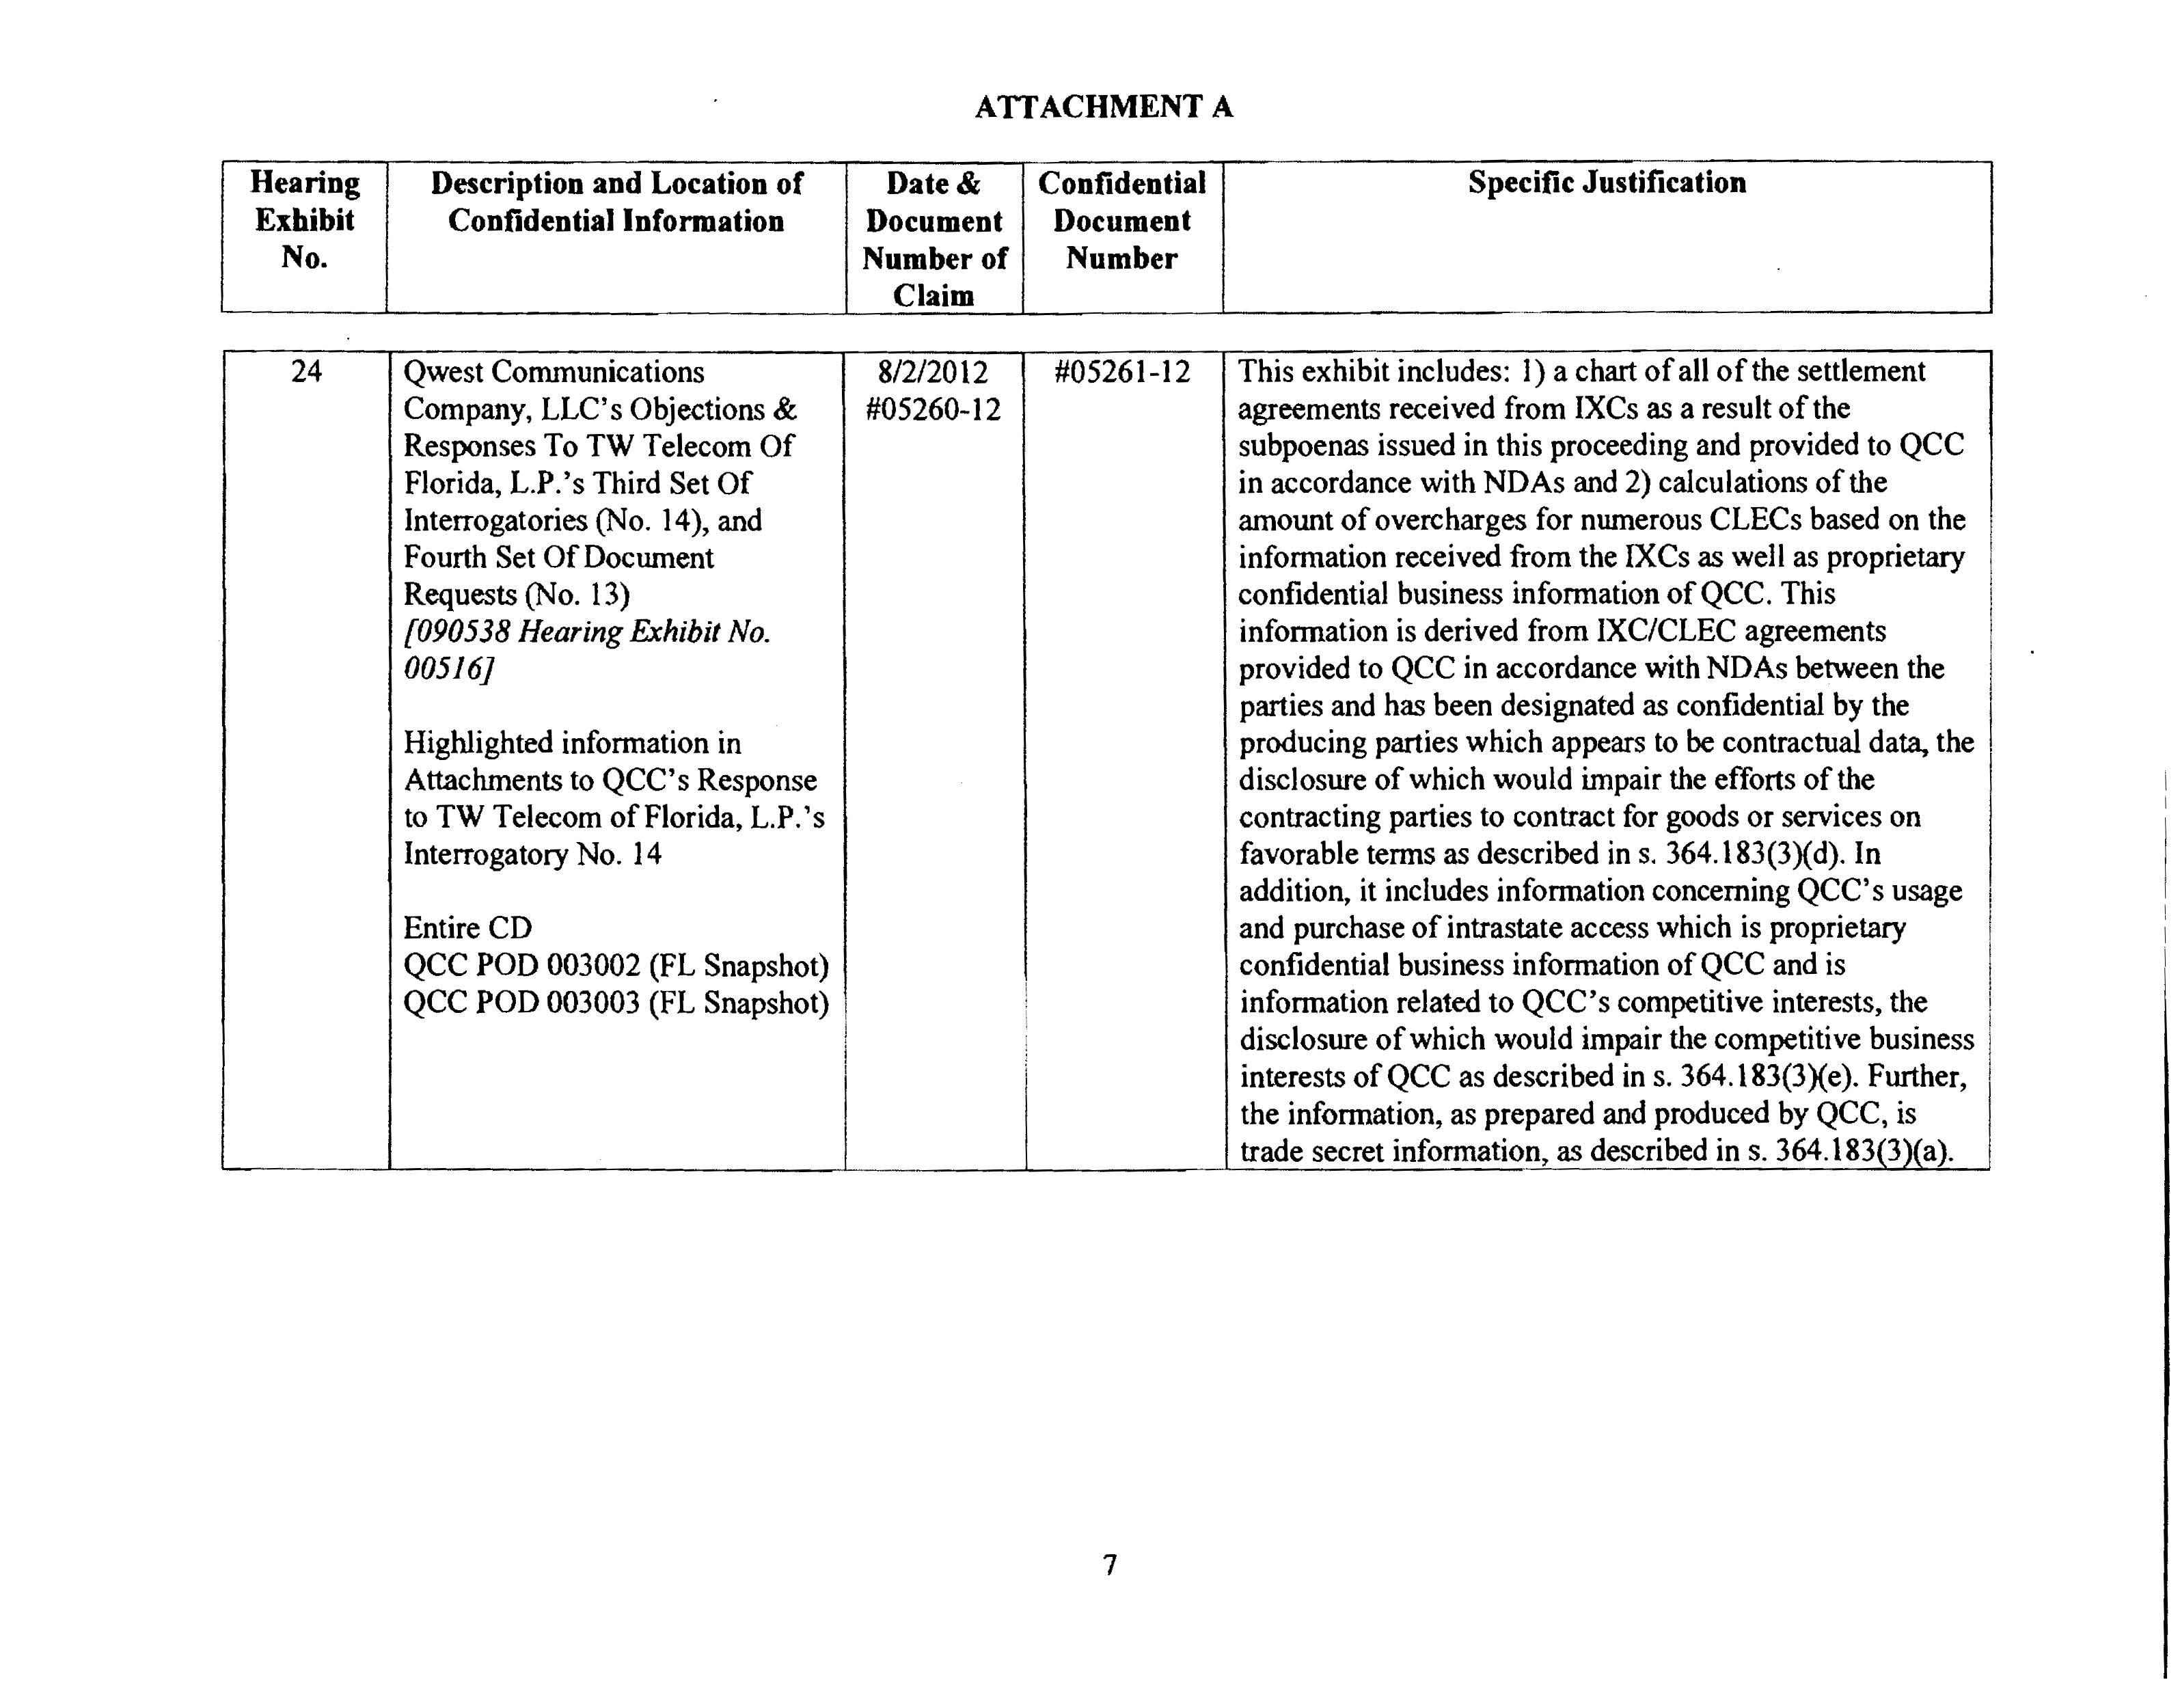 ATTACHMENT A
Hearing
Exhibit
No.
Description and Location of
Confidential Information
Date &
Document
Number of
Claim
Confidential
Document
Number
Specific Justification
24
Qwest Communications
Company, LLC's Objections &
Responses To TW Telecom Of
Florida, L.P.'s Third Set Of
Interrogatories (No. 14), and
Fourth Set Of Document
Requests (No. 13)
[090538 Hearing Exhibit No.
00516]
Highlighted information in
Attachments to QCC's Response
to TW Telecom of Florida, L.P.'s
Interrogatory No. 14
Entire CD
QCC POD 003002 (FL Snapshot)
QCC POD 003003 (FL Snapshot)
8/2/2012
#05260-12
#05261-12
This exhibit includes: 1) a chart of all of the settlement
agreements received from IXCs as a result of the
subpoenas issued in this proceeding and provided to QCC
in accordance with NDAs and 2) calculations of the
amount of overcharges for numerous CLECs based on the
information received from the IXCs as well as proprietary
confidential business information of QCC. This
information is derived from IXC/CLEC agreements
provided to QCC in accordance with NDAs between the
parties and has been designated as confidential by the
producing parties which appears to be contractual data, the
disclosure of which would impair the efforts of the
contracting parties to contract for goods or services on
favorable terms as described in s. 364.183(3)(d). In
addition, it includes information concerning QCC's usage
and purchase of intrastate access which is proprietary
confidential business information of QCC and is
information related to QCC's competitive interests, the
disclosure of which would impair the competitive business
interests of QCC as described in s. 364.183(3)(e). Further,
the information, as prepared and produced by QCC, is
trade secret information, as described in s. 364.183(3)(a).
7